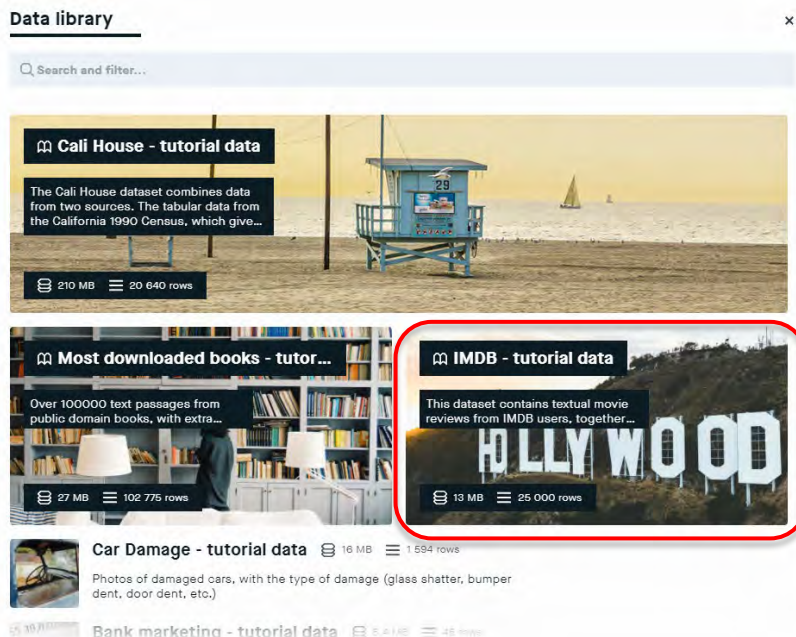 Data library
×
Search and filter...
Cali House - tutorial data
The Cali House dataset combines data
from two sources. The tabular data from
the California 1990 Census, which give...
29
210 MB 20 640 rows
Most downloaded books - tutor...
Over 100000 text passages from
public domain books, with extra...
27 MB 102 775 rows
IMDB - tutorial data
This dataset contains textual movie
reviews from IMDB users, together...
HOLLYWOOD
13 MB 25 000 rows
Car Damage - tutorial data 16 MB 1 594 rows
Photos of damaged cars, with the type of damage (glass shatter, bumper
dent, door dent, etc.)
Bank marketing - tutorial data